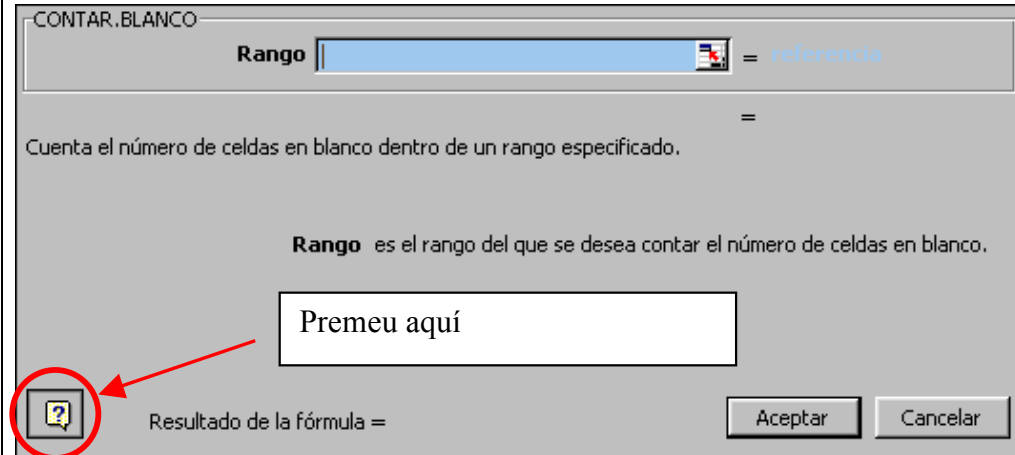 CONTAR.BLANCO
Rango = referencia
=
Cuenta el número de celdas en blanco dentro de un rango especificado.
Rango es el rango del que se desea contar el número de celdas en blanco.
Premeu aquí
? Resultado de la fórmula = Aceptar Cancelar